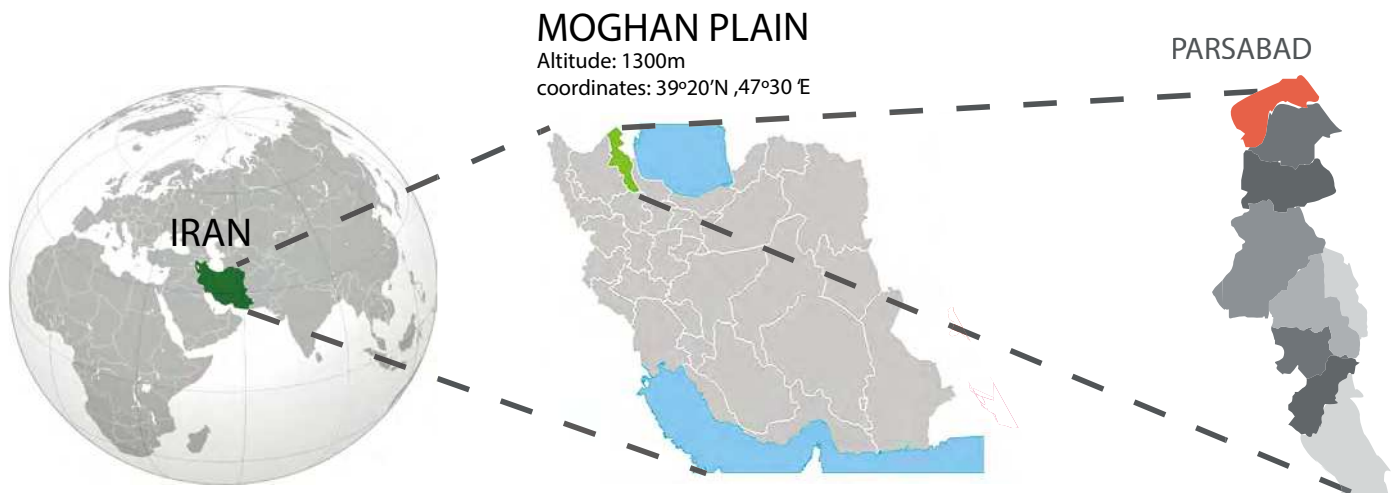 MOGHAN PLAIN
Altitude: 1300m
coordinates: 39º20'N ,47º30 'E
PARSABAD
IRAN